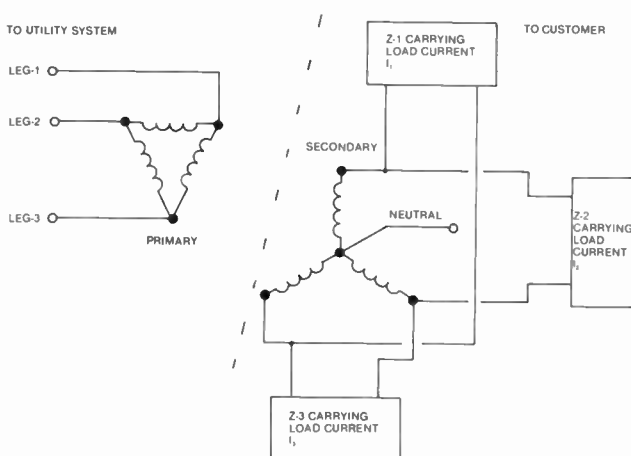 TO UTILITY SYSTEM
LEG-1
LEG-2
LEG-3
PRIMARY
Z-1 CARRYING
LOAD CURRENT
I₁
TO CUSTOMER
SECONDARY
NEUTRAL
Z-2
CARRYING
LOAD
CURRENT
I₂
Z-3 CARRYING
LOAD CURRENT
I₃